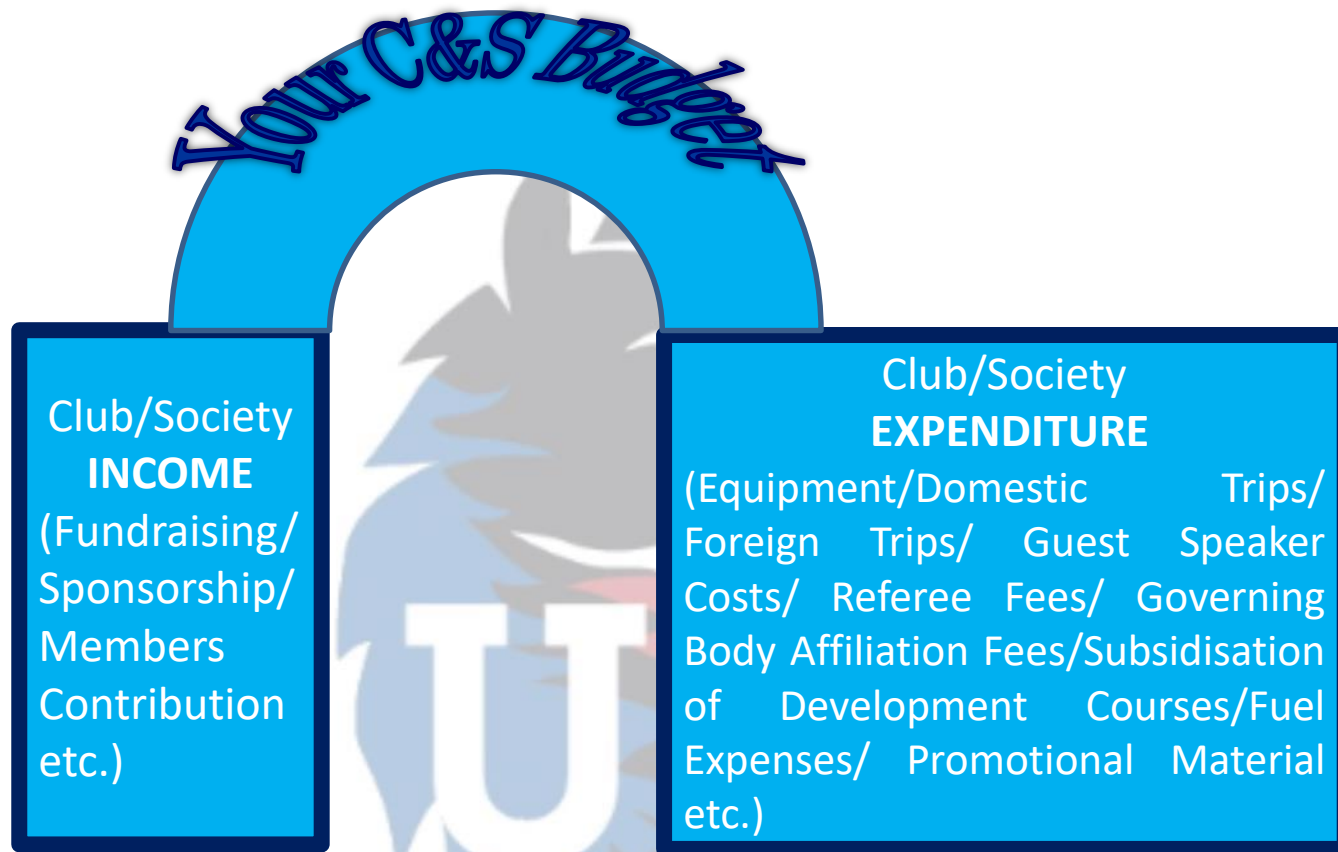 Your C&S Budget
Club/Society
INCOME
(Fundraising/
Sponsorship/
Members
Contribution
etc.)
Club/Society
EXPENDITURE
(Equipment/Domestic Trips/
Foreign Trips/ Guest Speaker
Costs/ Referee Fees/ Governing
Body Affiliation Fees/Subsidisation
of Development Courses/Fuel
Expenses/ Promotional Material
etc.)
U